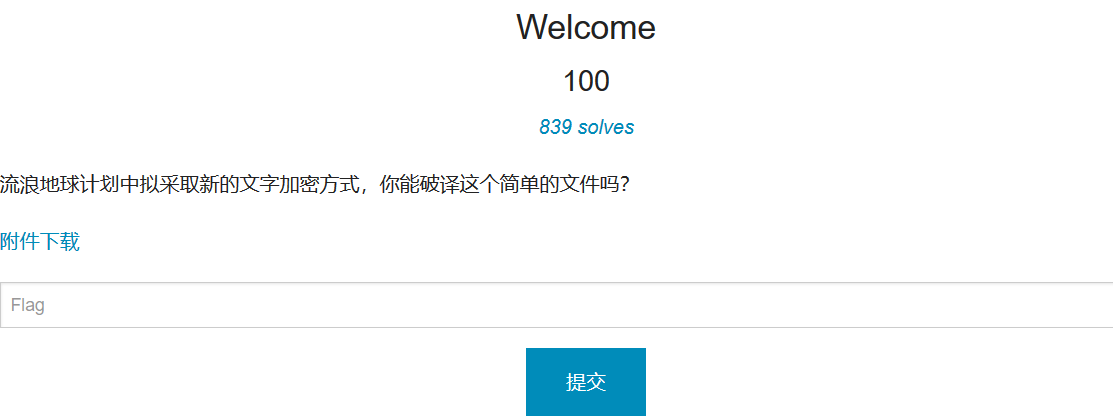 Welcome
100
839 solves
流浪地球计划中拟采取新的文字加密方式，你能破译这个简单的文件吗？
附件下载
Flag
提交